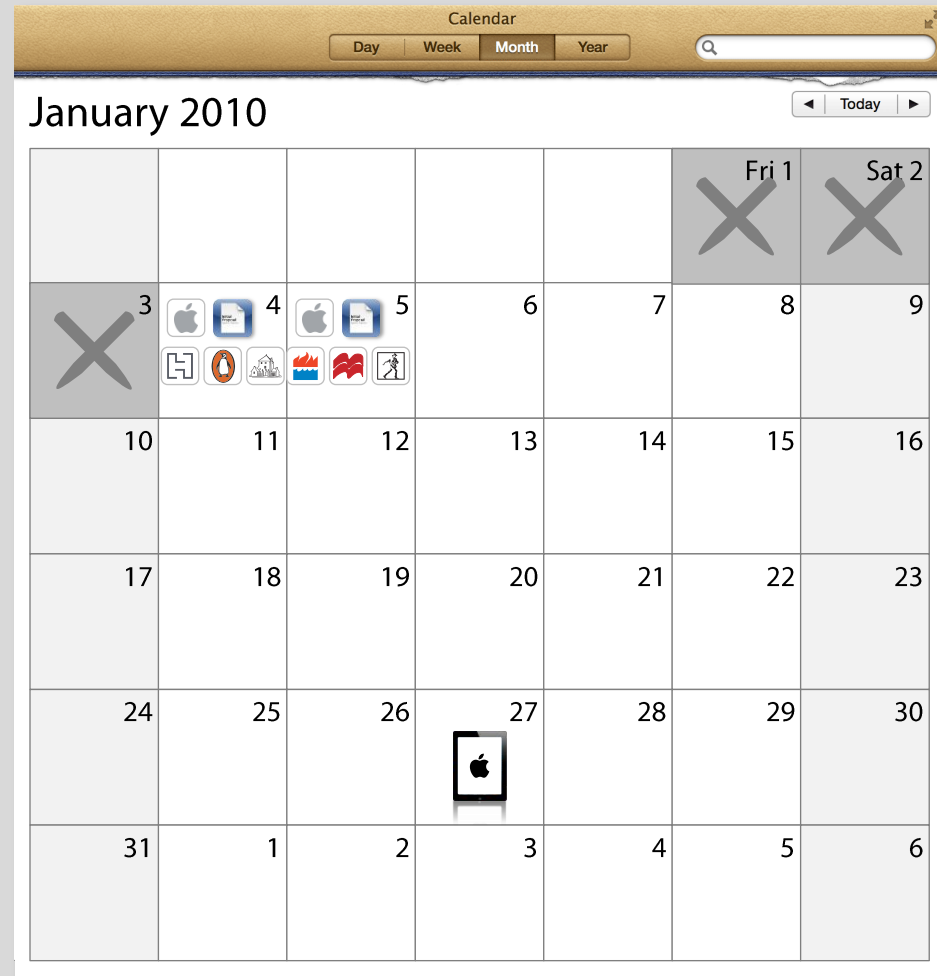 Calendar
Day Week Month Year
January 2010
Today
Fri 1 Sat 2
3 4 5 6 7 8 9
10 11 12 13 14 15 16
17 18 19 20 21 22 23
24 25 26 27 28 29 30
31 1 2 3 4 5 6